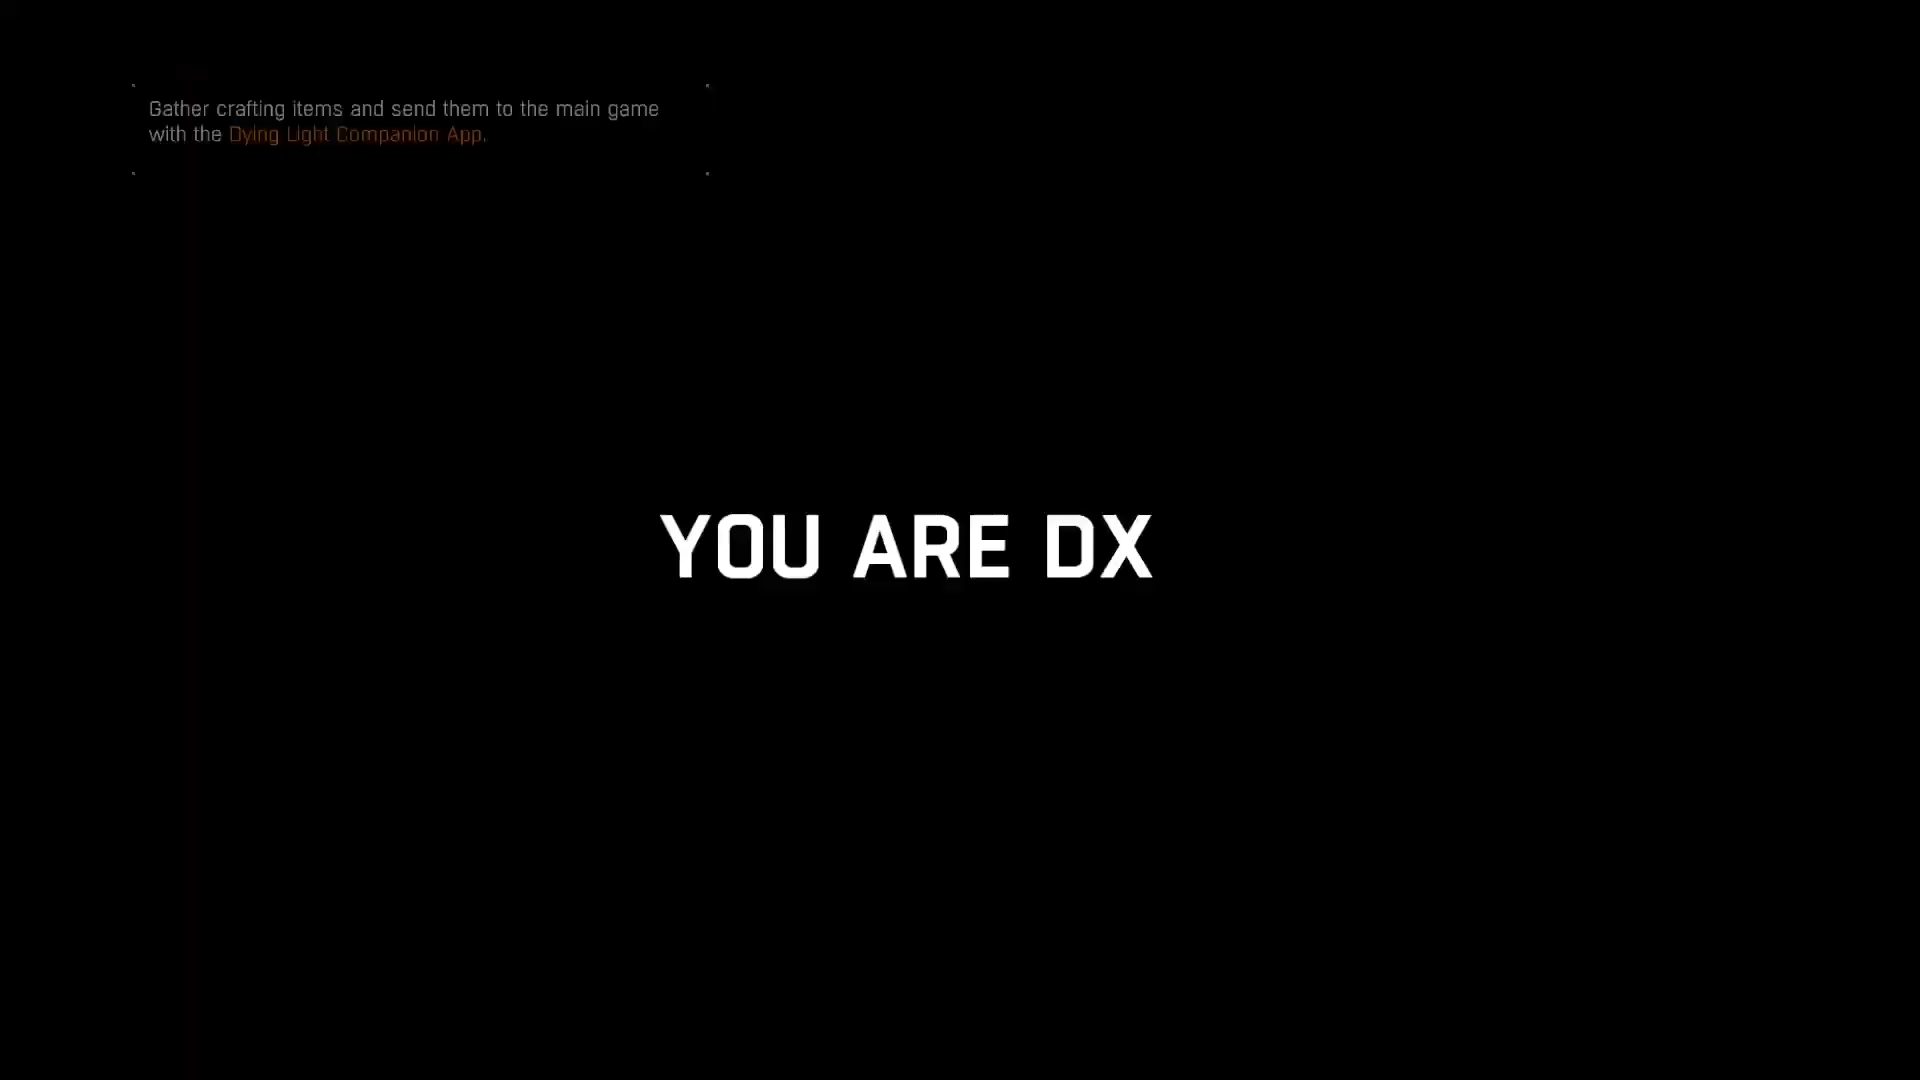 Gather crafting items and send them to the main game
with the Dying Light Companion App.
YOU ARE DX